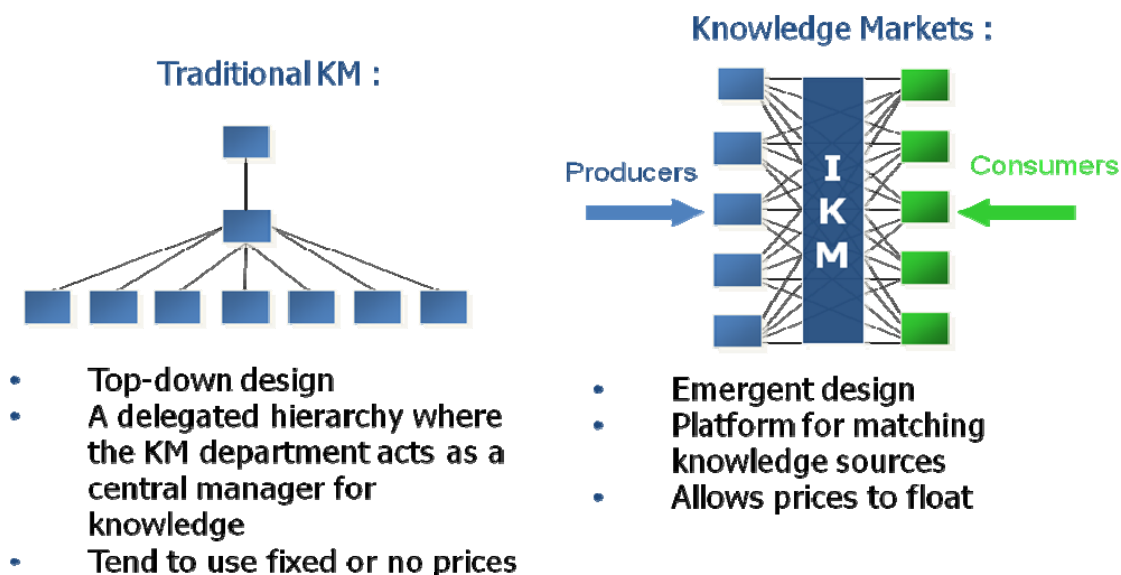 Traditional KM :
• Top-down design
• A delegated hierarchy where
the KM department acts as a
central manager for
knowledge
• Tend to use fixed or no prices
Knowledge Markets :
Producers
I
K
M
Consumers
• Emergent design
• Platform for matching
knowledge sources
• Allows prices to float